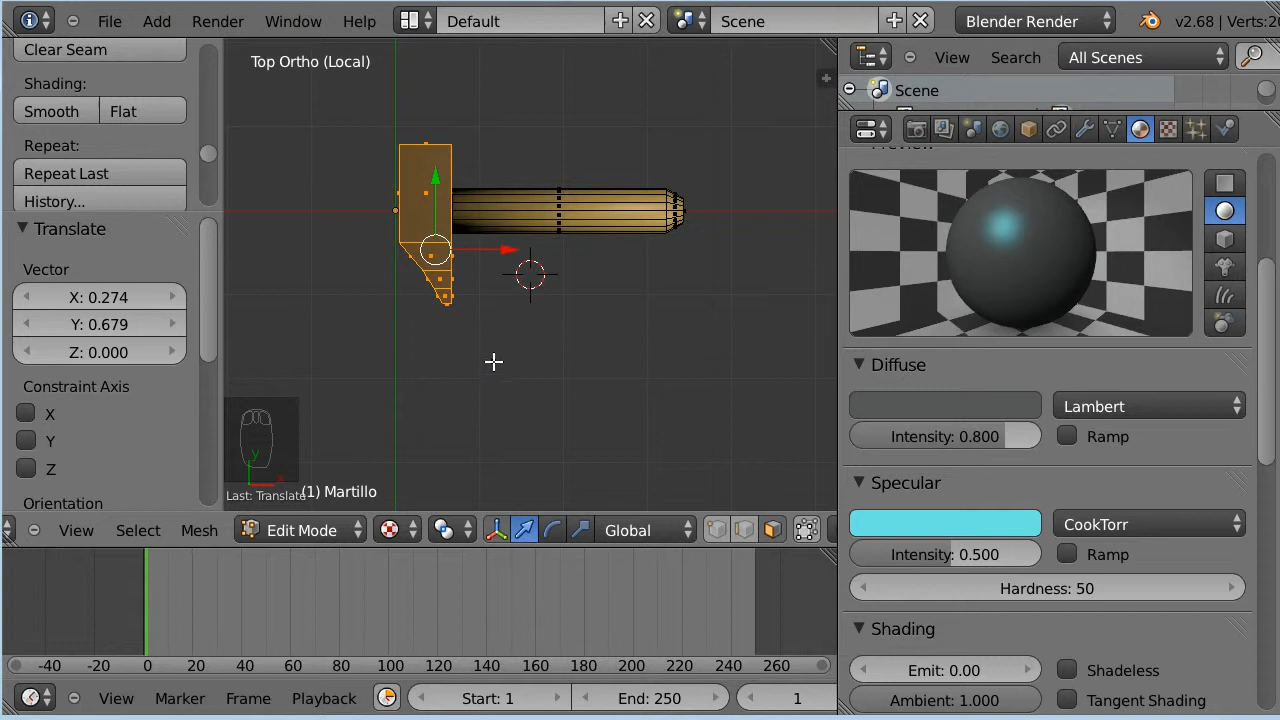 File Add Render Window Help Default Scene Blender Render v2.68 | Verts:20
Clear Seam
Shading:
Smooth Flat
Repeat:
Repeat Last
History...
Translate
Vector
X: 0.274
Y: 0.679
Z: 0.000
Constraint Axis
X
Y
Z
Orientation
Top Ortho (Local)
y
x
Last: Translate
(1) Martillo
View Select Mesh Edit Mode Global
-40 -20 0 20 40 60 80 100 120 140 160 180 200 220 240 260
View Marker Frame Playback Start: 1 End: 250 1
View Search All Scenes
Scene
Diffuse
Lambert
Intensity: 0.800 Ramp
Specular
CookTorr
Intensity: 0.500 Ramp
Hardness: 50
Shading
Emit: 0.00 Shadeless
Ambient: 1.000 Tangent Shading